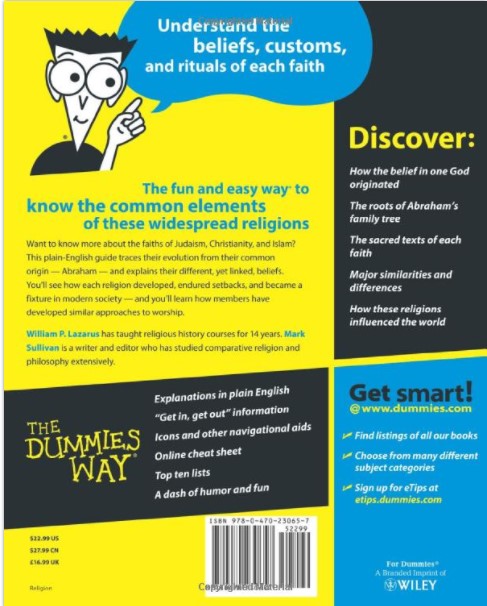 Understand the
beliefs, customs,
and rituals of each faith
Discover:
How the belief in one God
originated
The roots of Abraham's
family tree
The sacred texts of each
faith
Major similarities and
differences
How these religions
influenced the world
The fun and easy way™ to
know the common elements
of these widespread religions
Want to know more about the faiths of Judaism, Christianity, and Islam?
This plain-English guide traces their evolution from their common
origin — Abraham — and explains their different, yet linked, beliefs.
You'll see how each religion developed, endured setbacks, and became a
fixture in modern society — and you'll learn how members have
developed similar approaches to worship.
William P. Lazarus has taught religious history courses for 14 years. Mark
Sullivan is a writer and editor who has studied comparative religion and
philosophy extensively.
THE
DUMMIES
WAY®
Explanations in plain English
"Get in, get out" information
Icons and other navigational aids
Online cheat sheet
Top ten lists
A dash of humor and fun
Get smart!
@www.dummies.com
Find listings of all our books
Choose from many different
subject categories
Sign up for eTips at
etips.dummies.com
$22.99 US
$27.99 CN
£16.99 UK
Religion
ISBN 978-0-470-23065-7
52299
For Dummies®
A Branded Imprint of
WILEY